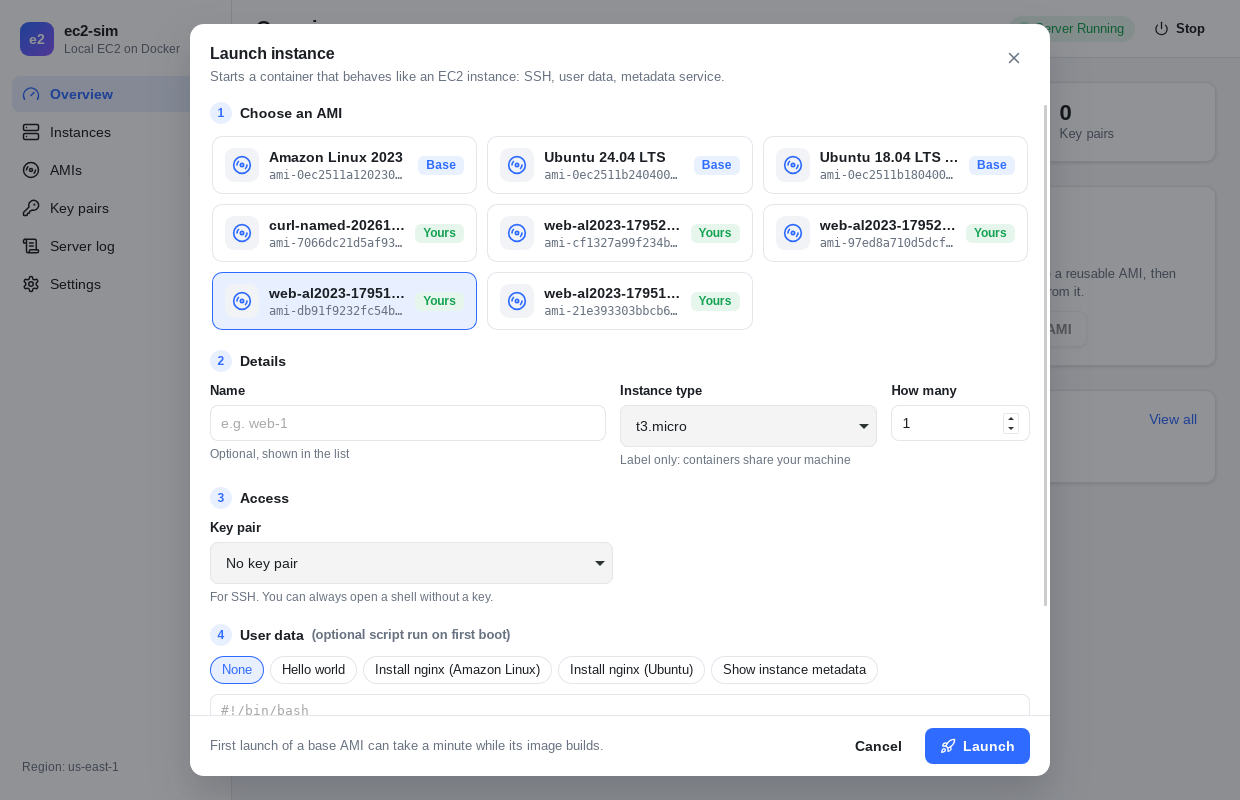 e2
ec2-sim
Local EC2 on Docker
Overview
Instances
AMIs
Key pairs
Server log
Settings
Region: us-east-1
Running
Stop
0
Key pairs
a reusable AMI, then
it.
AMI
View all
Launch instance
Starts a container that behaves like an EC2 instance: SSH, user data, metadata service.
1 Choose an AMI
Amazon Linux 2023
ami-0ec2511a120230…
Base
Ubuntu 24.04 LTS
ami-0ec2511b240400…
Base
Ubuntu 18.04 LTS …
ami-0ec2511b180400…
Base
curl-named-20261…
ami-7066dc21d5af93…
Yours
web-al2023-17952…
ami-cf1327a99f234b…
Yours
web-al2023-17952…
ami-97ed8a710d5dcf…
Yours
web-al2023-17951…
ami-db91f9232fc54b…
Yours
web-al2023-17951…
ami-21e393303bbcb6…
Yours
2 Details
Name
e.g. web-1
Optional, shown in the list
Instance type
t3.micro
Label only: containers share your machine
How many
1
3 Access
Key pair
No key pair
For SSH. You can always open a shell without a key.
4 User data (optional script run on first boot)
None
Hello world
Install nginx (Amazon Linux)
Install nginx (Ubuntu)
Show instance metadata
#!/bin/bash
First launch of a base AMI can take a minute while its image builds.
Cancel
Launch